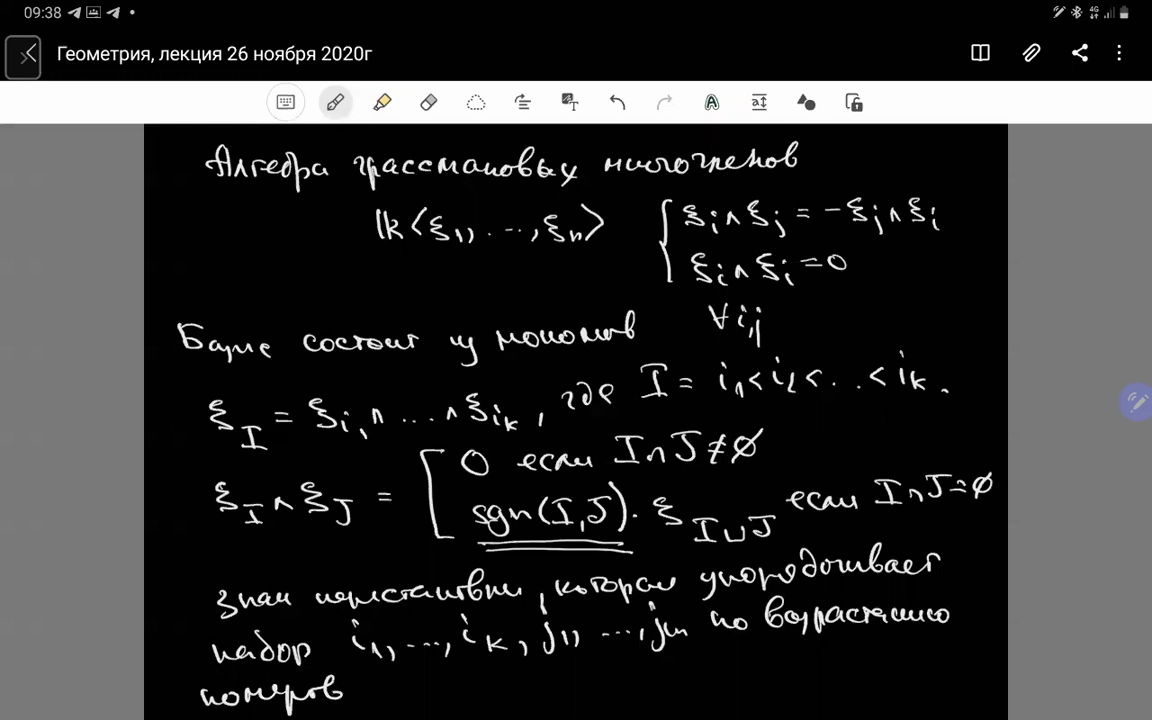 09:38
4G
Геометрия, лекция 26 ноября 2020г
Алгебра грассмановых многочленов
𝕜⟨ξ₁, ..., ξₙ⟩ { ξᵢ ∧ ξⱼ = −ξⱼ ∧ ξᵢ
ξᵢ ∧ ξᵢ = 0
∀ i,j
Базис состоит из мономов
ξ_I = ξ_{i₁} ∧ ... ∧ ξ_{iₖ}, где I = i₁ < i₂ < ... < iₖ.
ξ_I ∧ ξ_J = [ 0 если I ∩ J ≠ ∅
sgn(I,J) · ξ_{I⊔J} если I ∩ J = ∅
знак перестановки, которая упорядочивает
набор i₁, ..., iₖ, j₁, ..., jₘ по возрастанию
номеров